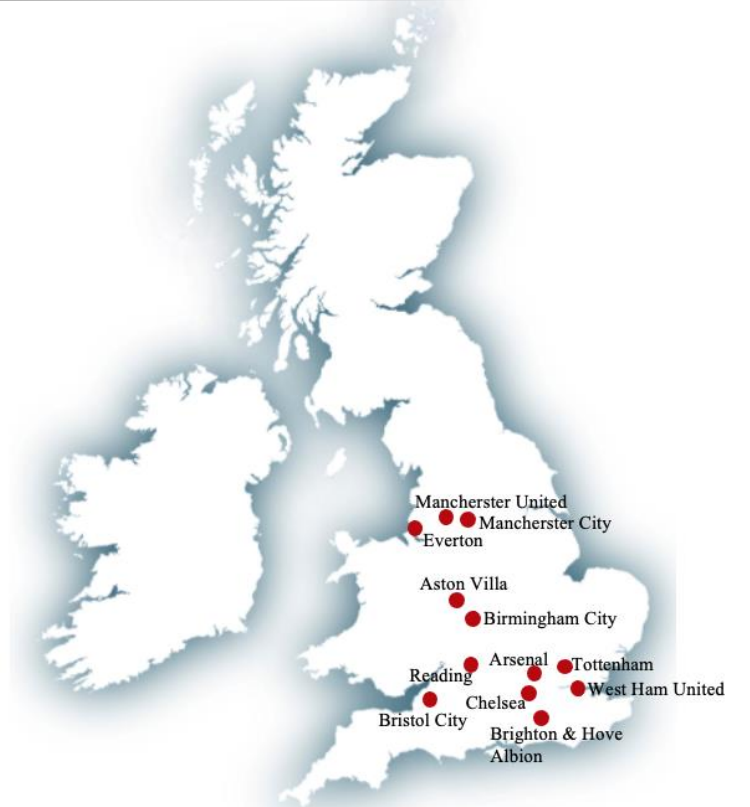 Mancherster United
Mancherster City
Everton
Aston Villa
Birmingham City
Arsenal
Tottenham
Reading
West Ham United
Chelsea
Bristol City
Brighton & Hove
Albion